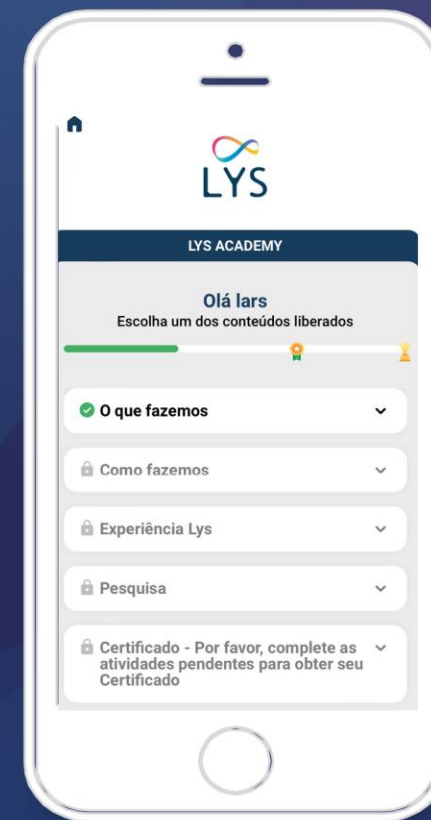 LYS
LYS ACADEMY
Olá lars
Escolha um dos conteúdos liberados
O que fazemos
Como fazemos
Experiência Lys
Pesquisa
Certificado - Por favor, complete as
atividades pendentes para obter seu
Certificado